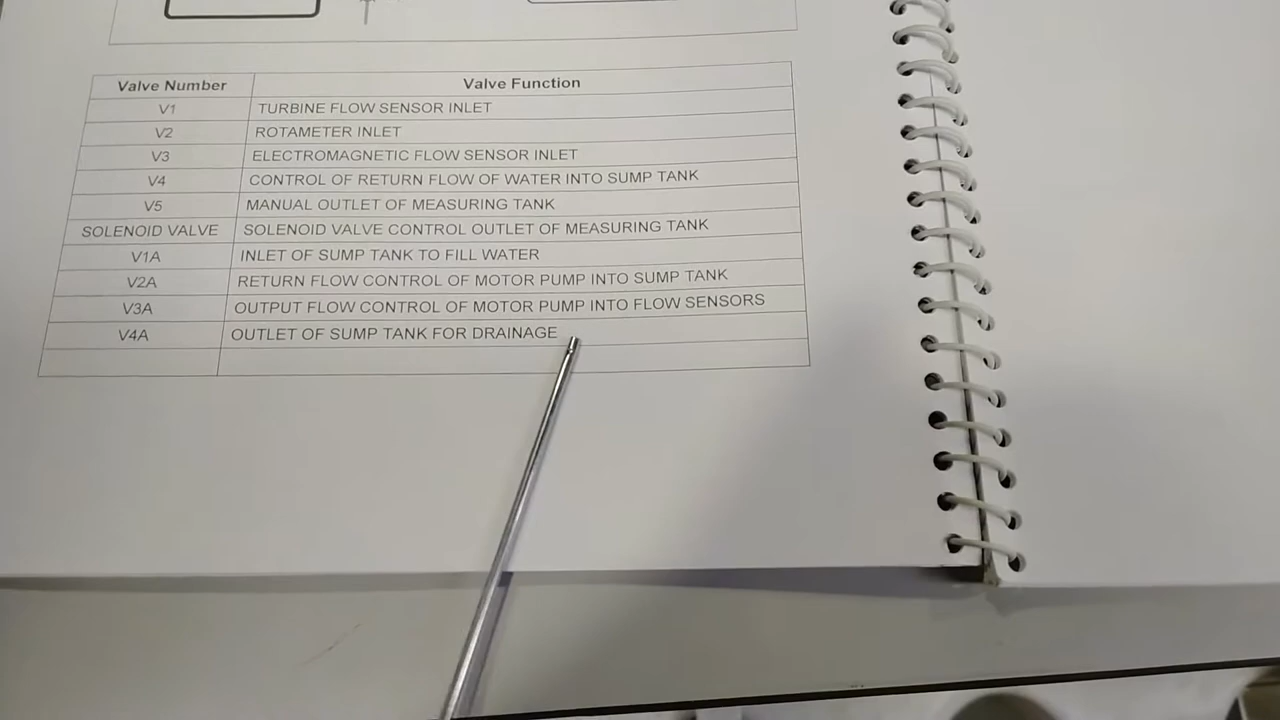 Valve Number Valve Function
V1 TURBINE FLOW SENSOR INLET
V2 ROTAMETER INLET
V3 ELECTROMAGNETIC FLOW SENSOR INLET
V4 CONTROL OF RETURN FLOW OF WATER INTO SUMP TANK
V5 MANUAL OUTLET OF MEASURING TANK
SOLENOID VALVE SOLENOID VALVE CONTROL OUTLET OF MEASURING TANK
V1A INLET OF SUMP TANK TO FILL WATER
V2A RETURN FLOW CONTROL OF MOTOR PUMP INTO SUMP TANK
V3A OUTPUT FLOW CONTROL OF MOTOR PUMP INTO FLOW SENSORS
V4A OUTLET OF SUMP TANK FOR DRAINAGE